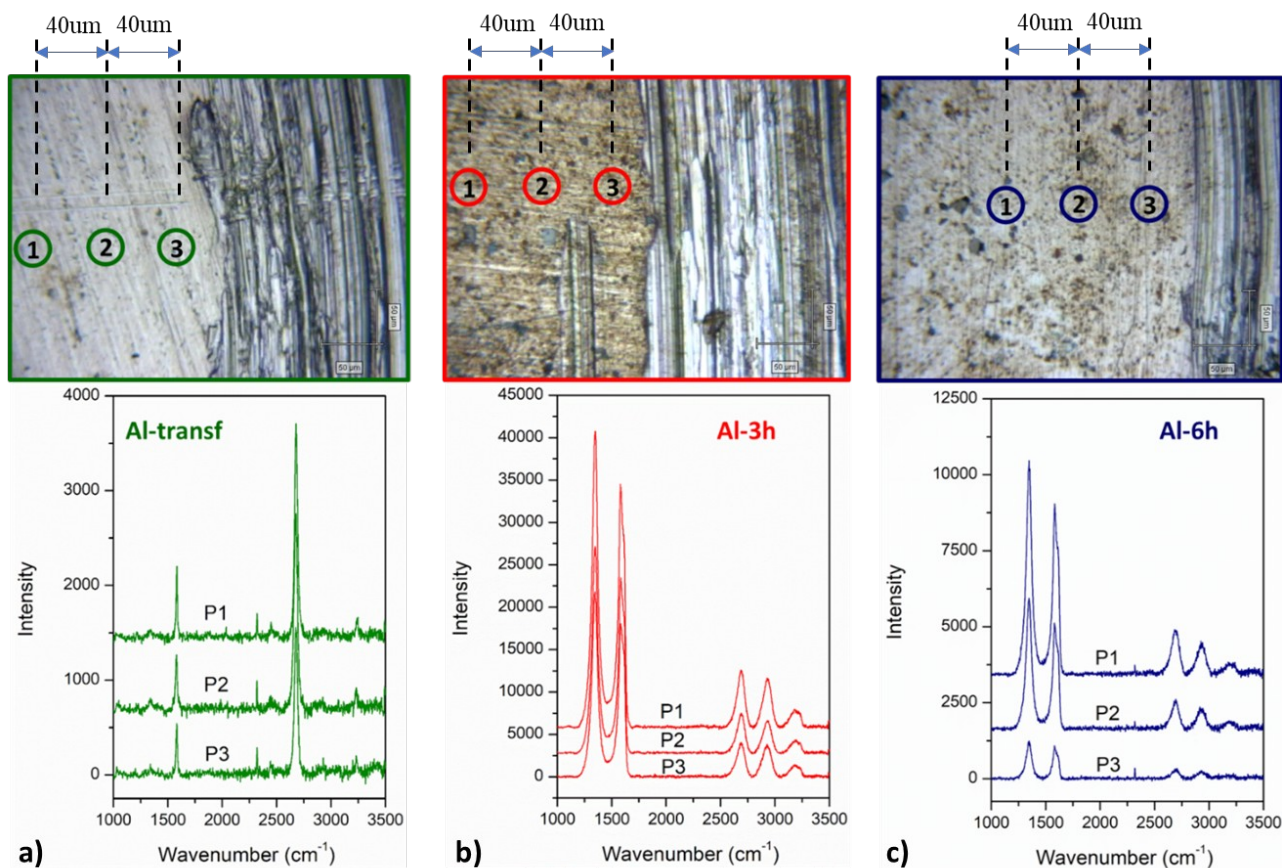 40um 40um
40um 40um
40um 40um
1 2 3
50 µm
50 µm
1 2 3
50 µm
50 µm
1 2 3
50 µm
50 µm
Al-transf
Intensity
4000
3000
2000
1000
0
P1
P2
P3
1000 1500 2000 2500 3000 3500
Wavenumber (cm⁻¹)
a)
Al-3h
Intensity
45000
40000
35000
30000
25000
20000
15000
10000
5000
0
P1
P2
P3
1000 1500 2000 2500 3000 3500
Wavenumber (cm⁻¹)
b)
Al-6h
Intensity
12500
10000
7500
5000
2500
0
P1
P2
P3
1000 1500 2000 2500 3000 3500
Wavenumber (cm⁻¹)
c)